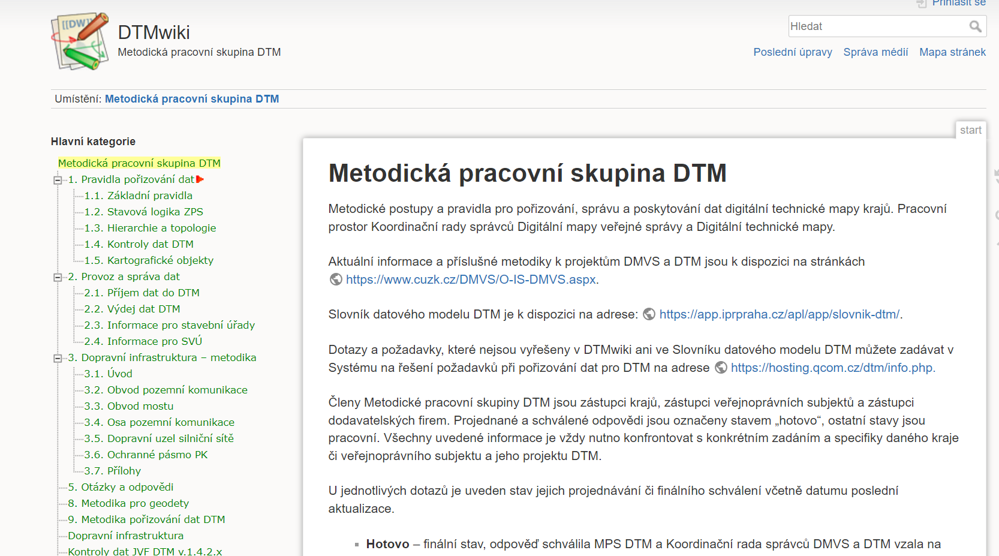 Přihlásit se
[[DW]]
DTMwiki
Metodická pracovní skupina DTM
Hledat
Poslední úpravy Správa médií Mapa stránek
Umístění: Metodická pracovní skupina DTM
Hlavní kategorie
Metodická pracovní skupina DTM
1. Pravidla pořizování dat
1.1. Základní pravidla
1.2. Stavová logika ZPS
1.3. Hierarchie a topologie
1.4. Kontroly dat DTM
1.5. Kartografické objekty
2. Provoz a správa dat
2.1. Příjem dat do DTM
2.2. Výdej dat DTM
2.3. Informace pro stavební úřady
2.4. Informace pro SVÚ
3. Dopravní infrastruktura – metodika
3.1. Úvod
3.2. Obvod pozemní komunikace
3.3. Obvod mostu
3.4. Osa pozemní komunikace
3.5. Dopravní uzel silniční sítě
3.6. Ochranné pásmo PK
3.7. Přílohy
5. Otázky a odpovědi
8. Metodika pro geodety
9. Metodika pořizování dat DTM
Dopravní infrastruktura
Kontroly dat JVF DTM v.1.4.2.x
start
Metodická pracovní skupina DTM
Metodické postupy a pravidla pro pořizování, správu a poskytování dat digitální technické mapy krajů. Pracovní
prostor Koordinační rady správců Digitální mapy veřejné správy a Digitální technické mapy.
Aktuální informace a příslušné metodiky k projektům DMVS a DTM jsou k dispozici na stránkách
https://www.cuzk.cz/DMVS/O-IS-DMVS.aspx.
Slovník datového modelu DTM je k dispozici na adrese: https://app.iprpraha.cz/apl/app/slovnik-dtm/.
Dotazy a požadavky, které nejsou vyřešeny v DTMwiki ani ve Slovníku datového modelu DTM můžete zadávat v
Systému na řešení požadavků při pořizování dat pro DTM na adrese https://hosting.qcom.cz/dtm/info.php.
Členy Metodické pracovní skupiny DTM jsou zástupci krajů, zástupci veřejnoprávních subjektů a zástupci
dodavatelských firem. Projednané a schválené odpovědi jsou označeny stavem „hotovo“, ostatní stavy jsou
pracovní. Všechny uvedené informace je vždy nutno konfrontovat s konkrétním zadáním a specifiky daného kraje
či veřejnoprávního subjektu a jeho projektu DTM.
U jednotlivých dotazů je uveden stav jejich projednávání či finálního schválení včetně datumu poslední
aktualizace.
Hotovo – finální stav, odpověď schválila MPS DTM a Koordinační rada správců DMVS a DTM vzala na